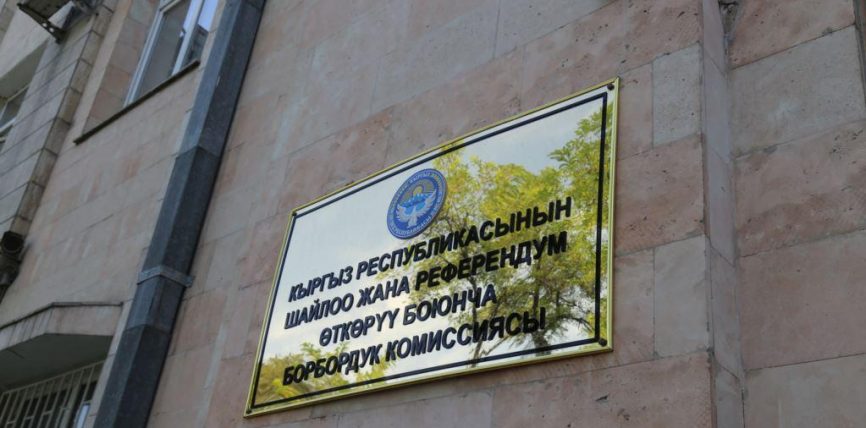 КЫРГЫЗ РЕСПУБЛИКАСЫНЫН
ШАЙЛОО ЖАНА РЕФЕРЕНДУМ
ӨТКӨРҮҮ БОЮНЧА
БОРБОРДУК КОМИССИЯСЫ